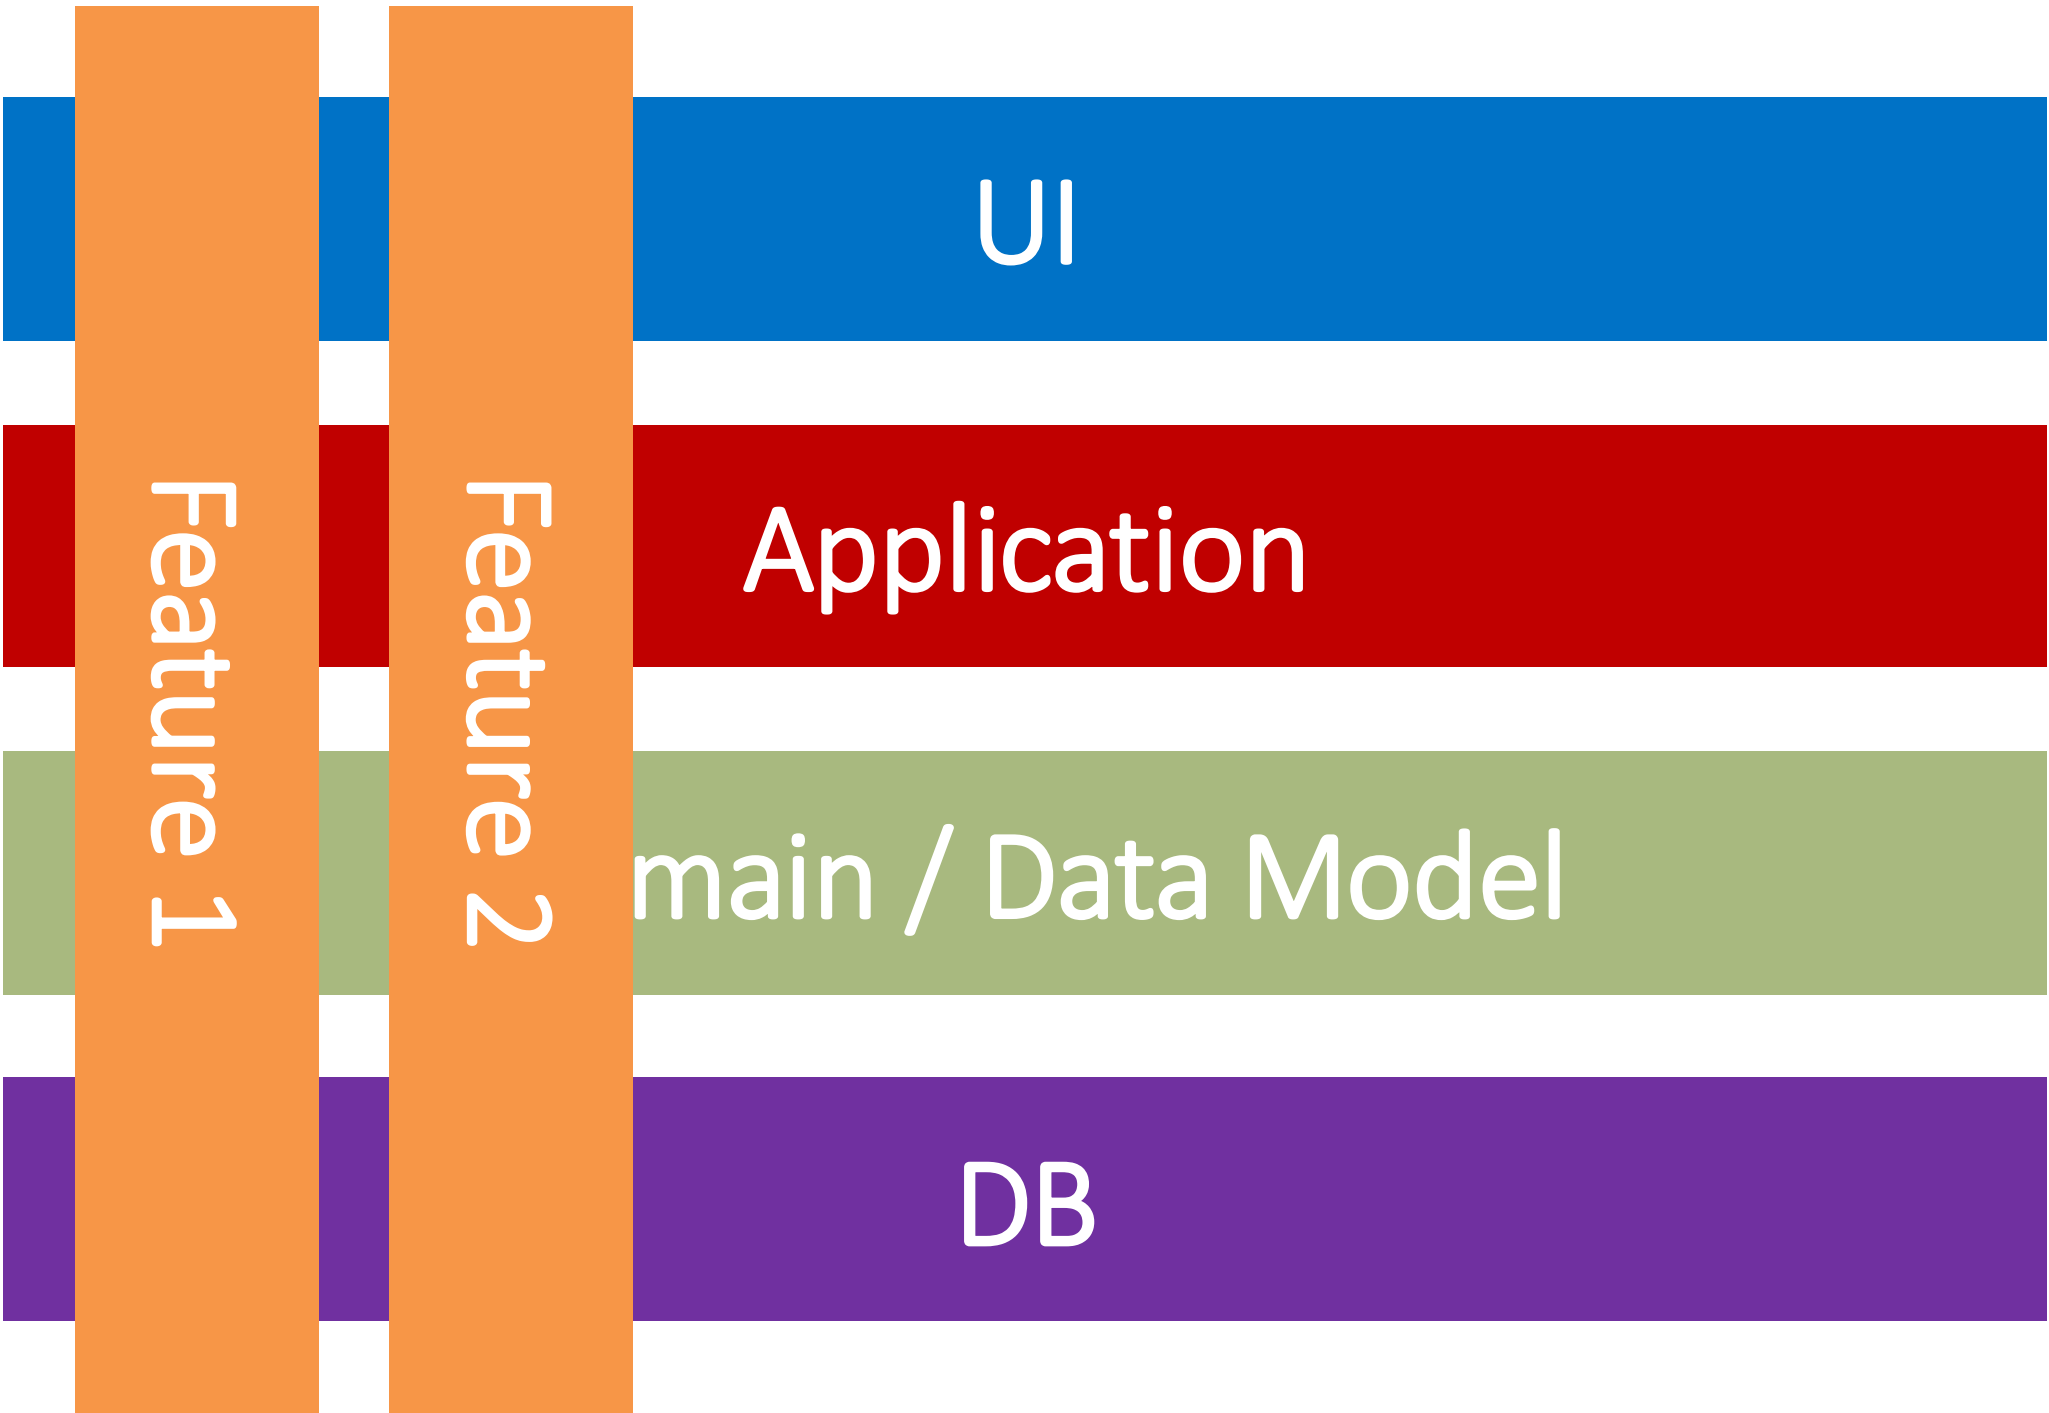 UI
Application
main / Data Model
DB
Feature 1
Feature 2